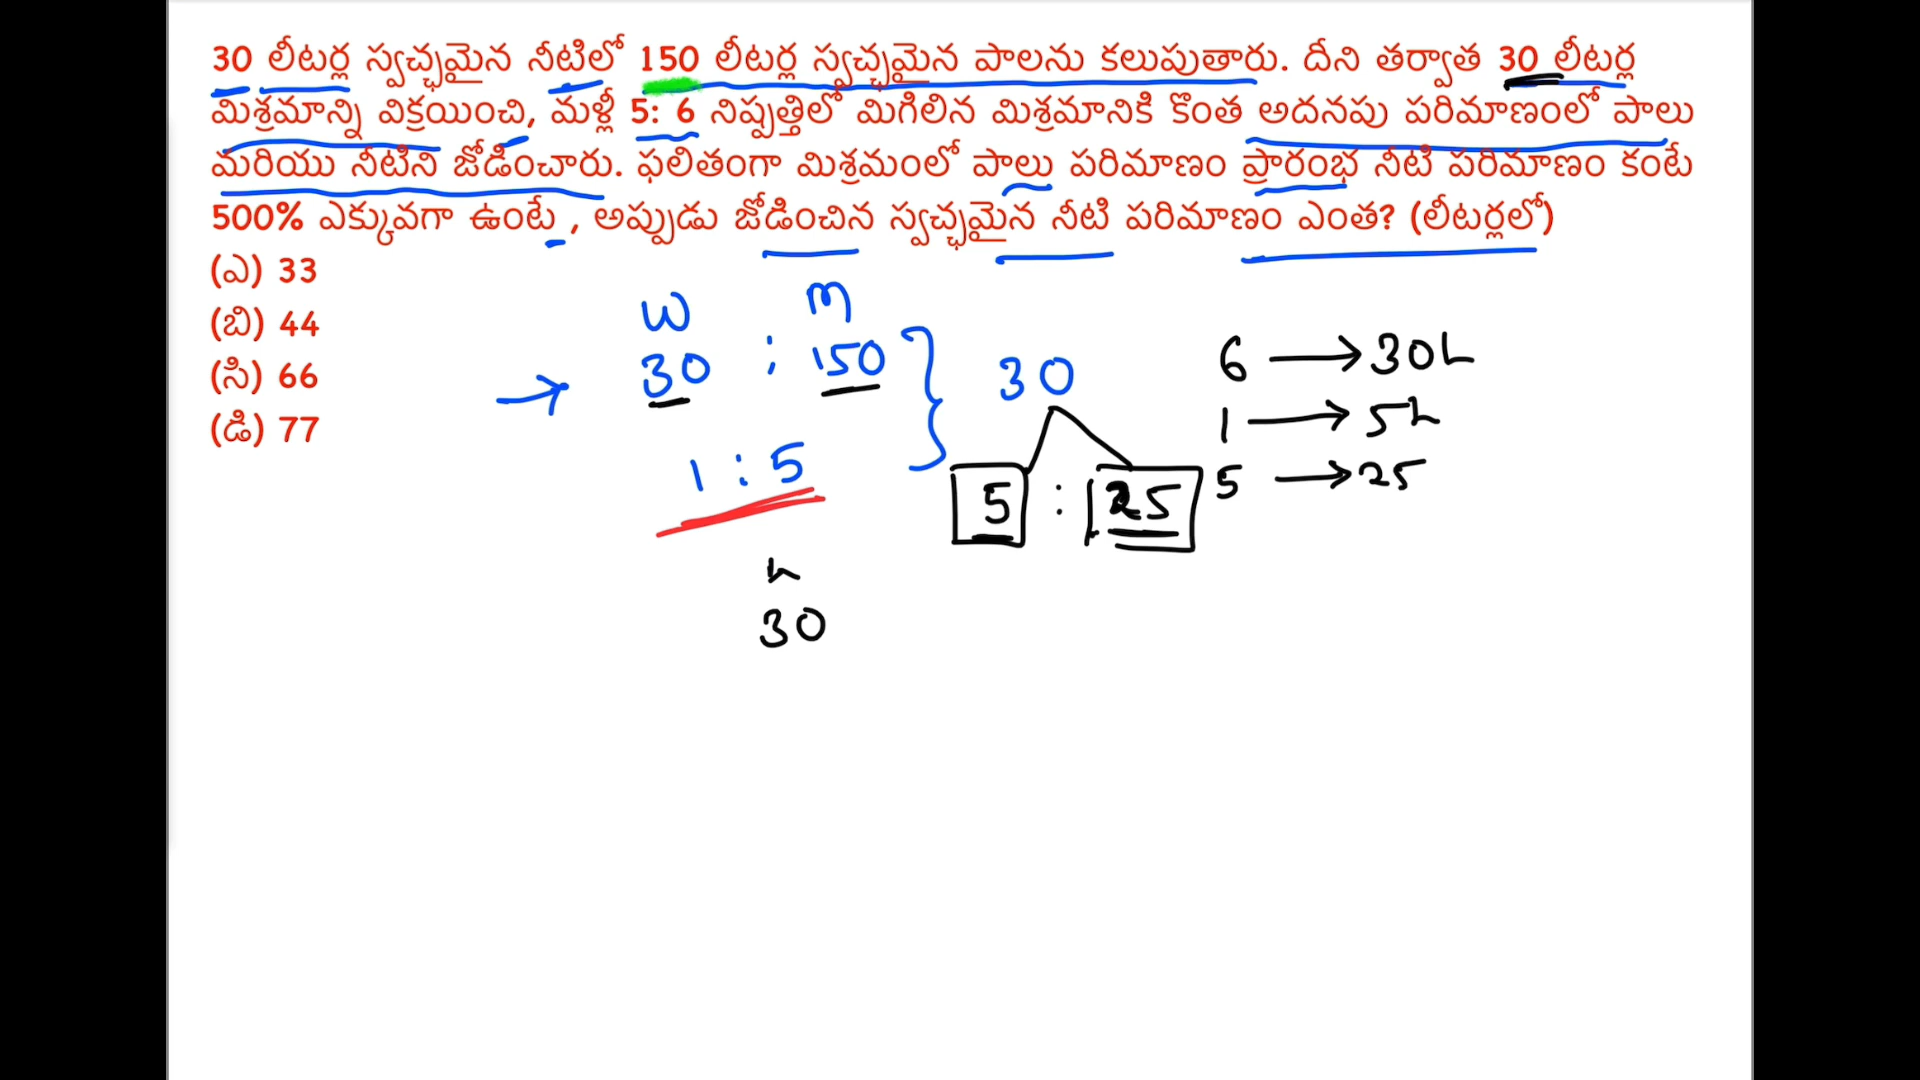 30 లీటర్ల స్వచ్ఛమైన నీటిలో 150 లీటర్ల స్వచ్ఛమైన పాలను కలుపుతారు. దీని తర్వాత 30 లీటర్ల
మిశ్రమాన్ని విక్రయించి, మళ్లీ 5: 6 నిష్పత్తిలో మిగిలిన మిశ్రమానికి కొంత అదనపు పరిమాణంలో పాలు
మరియు నీటిని జోడించారు. ఫలితంగా మిశ్రమంలో పాలు పరిమాణం ప్రారంభ నీటి పరిమాణం కంటే
500% ఎక్కువగా ఉంటే , అప్పుడు జోడించిన స్వచ్ఛమైన నీటి పరిమాణం ఎంత? (లీటర్లలో)
(ఎ) 33
(బి) 44
(సి) 66
(డి) 77
W : m
30 : 150
30
1 : 5
5 : 25
6 → 30L
1 → 5L
5 → 25
30